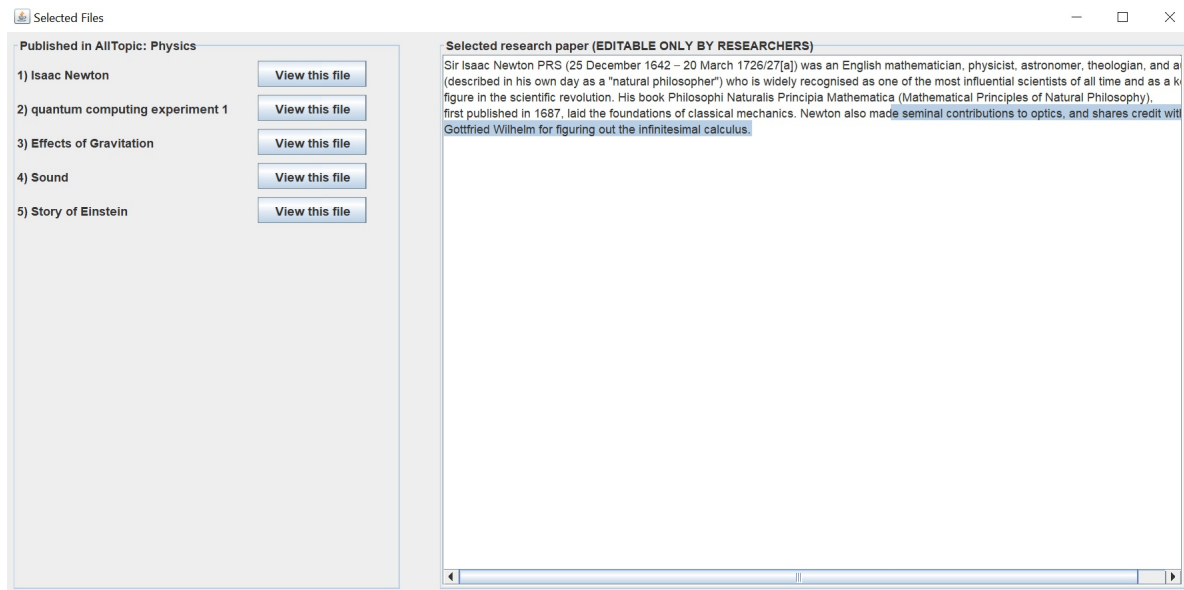 Selected Files
Published in AllTopic: Physics
1) Isaac Newton
View this file
2) quantum computing experiment 1
View this file
3) Effects of Gravitation
View this file
4) Sound
View this file
5) Story of Einstein
View this file
Selected research paper (EDITABLE ONLY BY RESEARCHERS)
Sir Isaac Newton PRS (25 December 1642 – 20 March 1726/27[a]) was an English mathematician, physicist, astronomer, theologian, and
(described in his own day as a "natural philosopher") who is widely recognised as one of the most influential scientists of all time and as a
figure in the scientific revolution. His book Philosophi Naturalis Principia Mathematica (Mathematical Principles of Natural Philosophy),
first published in 1687, laid the foundations of classical mechanics. Newton also made seminal contributions to optics, and shares credit
Gottfried Wilhelm for figuring out the infinitesimal calculus.